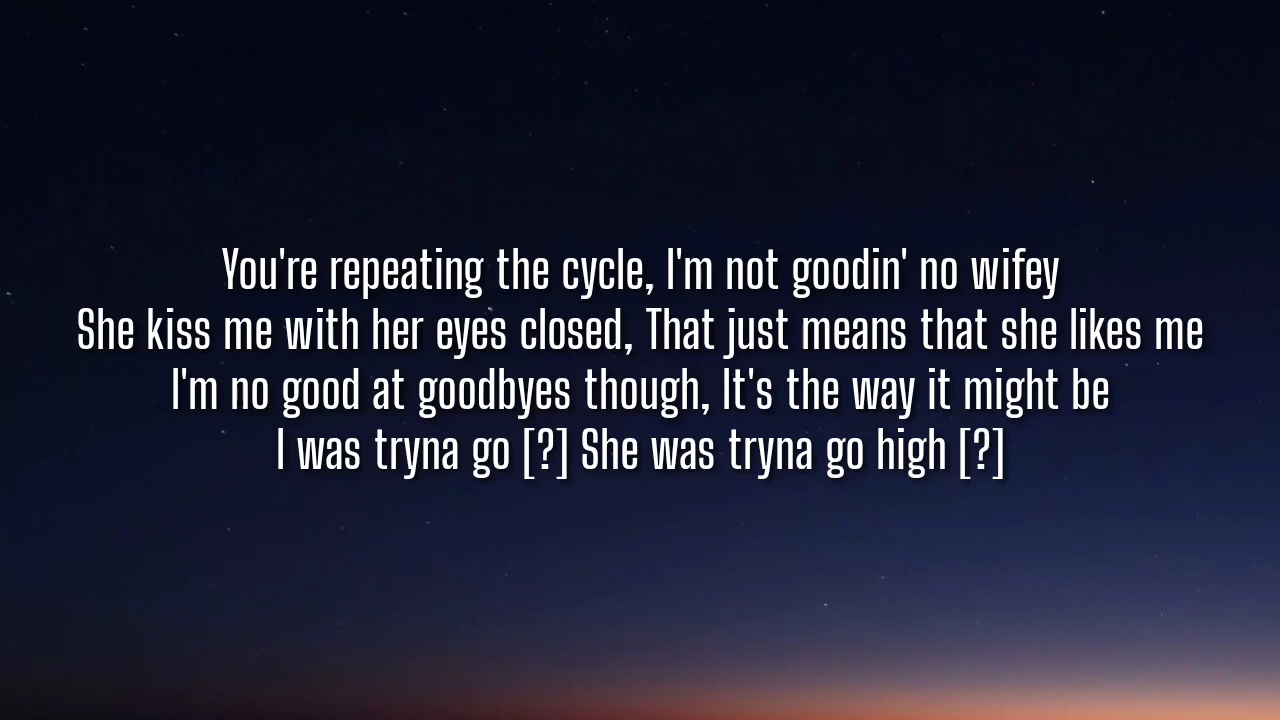 You're repeating the cycle, I'm not goodin' no wifey
She kiss me with her eyes closed, That just means that she likes me
I'm no good at goodbyes though, It's the way it might be
I was tryna go [?] She was tryna go high [?]